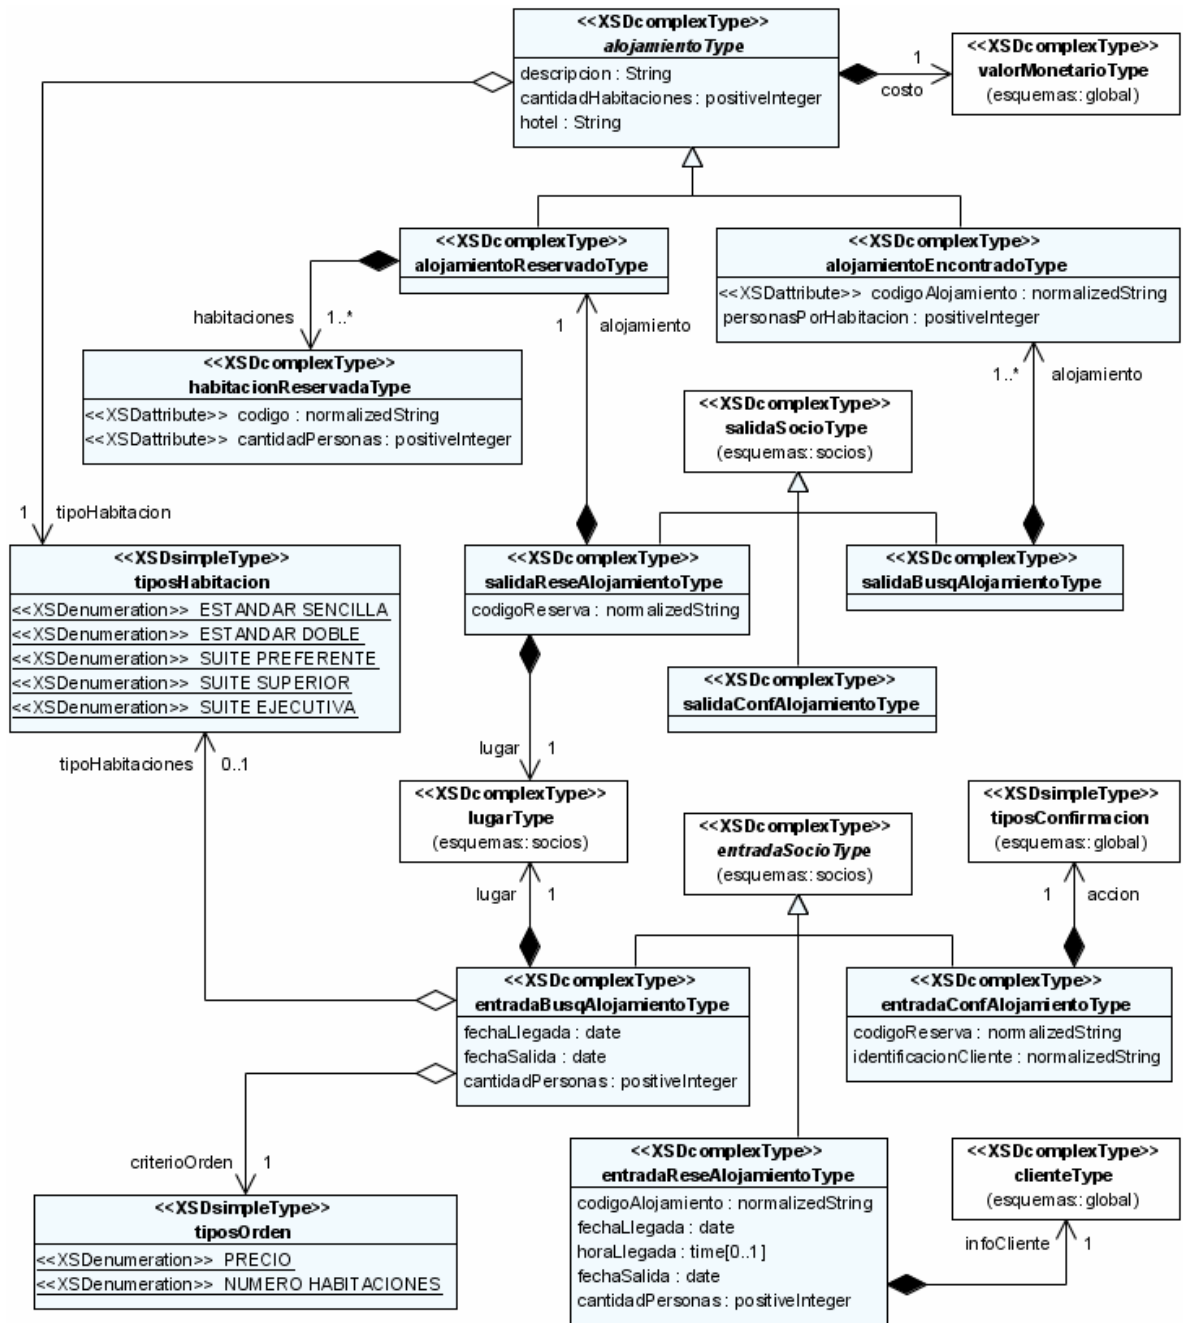 <<XSDcomplexType>>
alojamientoType
descripcion : String
cantidadHabitaciones : positiveInteger
hotel : String
1
costo
<<XSDcomplexType>>
valorMonetarioType
(esquemas::global)
<<XSDcomplexType>>
alojamientoReservadoType
<<XSDcomplexType>>
alojamientoEncontradoType
<<XSDattribute>> codigoAlojamiento : normalizedString
personasPorHabitacion : positiveInteger
habitaciones 1..*
1 alojamiento
<<XSDcomplexType>>
habitacionReservadaType
<<XSDattribute>> codigo : normalizedString
<<XSDattribute>> cantidadPersonas : positiveInteger
1..* alojamiento
<<XSDcomplexType>>
salidaSocioType
(esquemas::socios)
1 tipoHabitacion
<<XSDsimpleType>>
tiposHabitacion
<<XSDenumeration>> ESTANDAR SENCILLA
<<XSDenumeration>> ESTANDAR DOBLE
<<XSDenumeration>> SUITE PREFERENTE
<<XSDenumeration>> SUITE SUPERIOR
<<XSDenumeration>> SUITE EJECUTIVA
<<XSDcomplexType>>
salidaReseAlojamientoType
codigoReserva : normalizedString
<<XSDcomplexType>>
salidaBusqAlojamientoType
<<XSDcomplexType>>
salidaConfAlojamientoType
tipoHabitaciones 0..1
lugar 1
<<XSDcomplexType>>
lugarType
(esquemas::socios)
<<XSDcomplexType>>
entradaSocioType
(esquemas::socios)
<<XSDsimpleType>>
tiposConfirmacion
(esquemas::global)
lugar 1
1 accion
<<XSDcomplexType>>
entradaBusqAlojamientoType
fechaLlegada : date
fechaSalida : date
cantidadPersonas : positiveInteger
<<XSDcomplexType>>
entradaConfAlojamientoType
codigoReserva : normalizedString
identificacionCliente : normalizedString
criterioOrden 1
<<XSDsimpleType>>
tiposOrden
<<XSDenumeration>> PRECIO
<<XSDenumeration>> NUMERO HABITACIONES
<<XSDcomplexType>>
entradaReseAlojamientoType
codigoAlojamiento : normalizedString
fechaLlegada : date
horaLlegada : time[0..1]
fechaSalida : date
cantidadPersonas : positiveInteger
<<XSDcomplexType>>
clienteType
(esquemas::global)
infoCliente 1